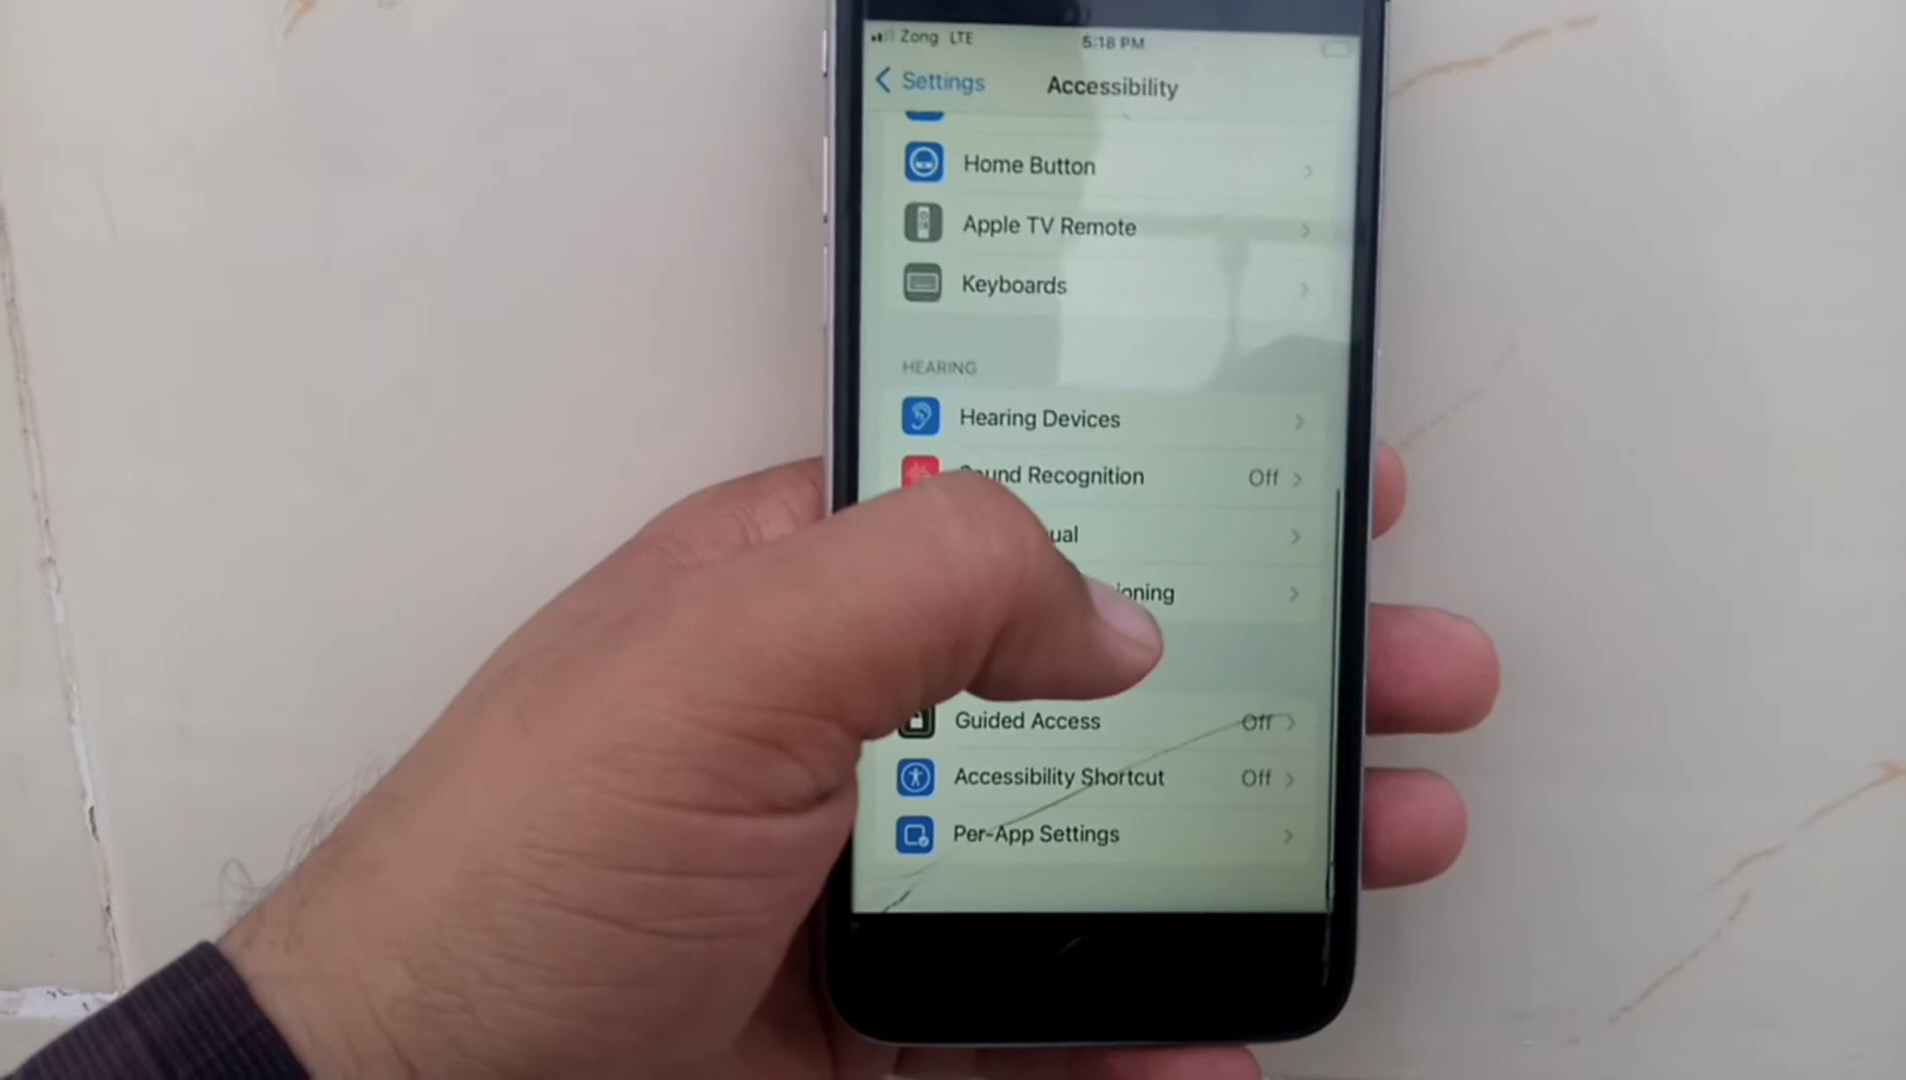 Zong LTE
5:18 PM
Settings
Accessibility
Home Button
Apple TV Remote
Keyboards
HEARING
Hearing Devices
Recognition Off
Guided Access Off
Accessibility Shortcut Off
Per-App Settings